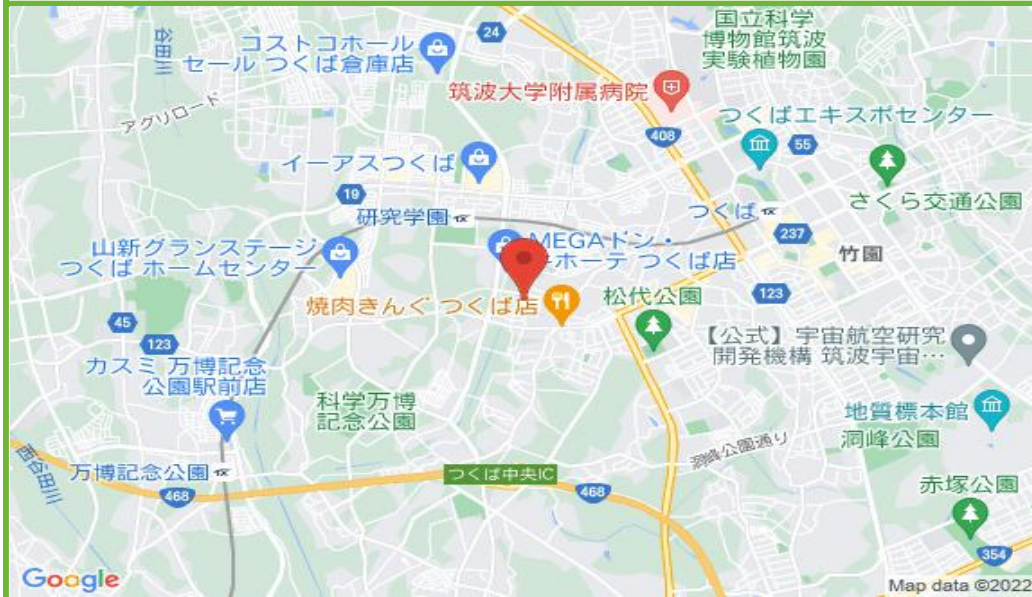 谷田川
コストコホール
セール つくば倉庫店
24
国立科学
博物館筑波
実験植物園
筑波大学附属病院
アグリロード
つくばエキスポセンター
408
55
イーアスつくば
さくら交通公園
19
研究学園
つくば
237
山新グランステージ
つくば ホームセンター
MEGAドン・
キホーテ つくば店
竹園
焼肉きんぐ つくば店
松代公園
123
45
123
【公式】宇宙航空研究
開発機構 筑波宇宙…
カスミ 万博記念
公園駅前店
科学万博
記念公園
地質標本館
洞峰公園
洞峰公園通り
西谷田川
万博記念公園
468
つくば中央IC
468
赤塚公園
354
Google
Map data ©2022